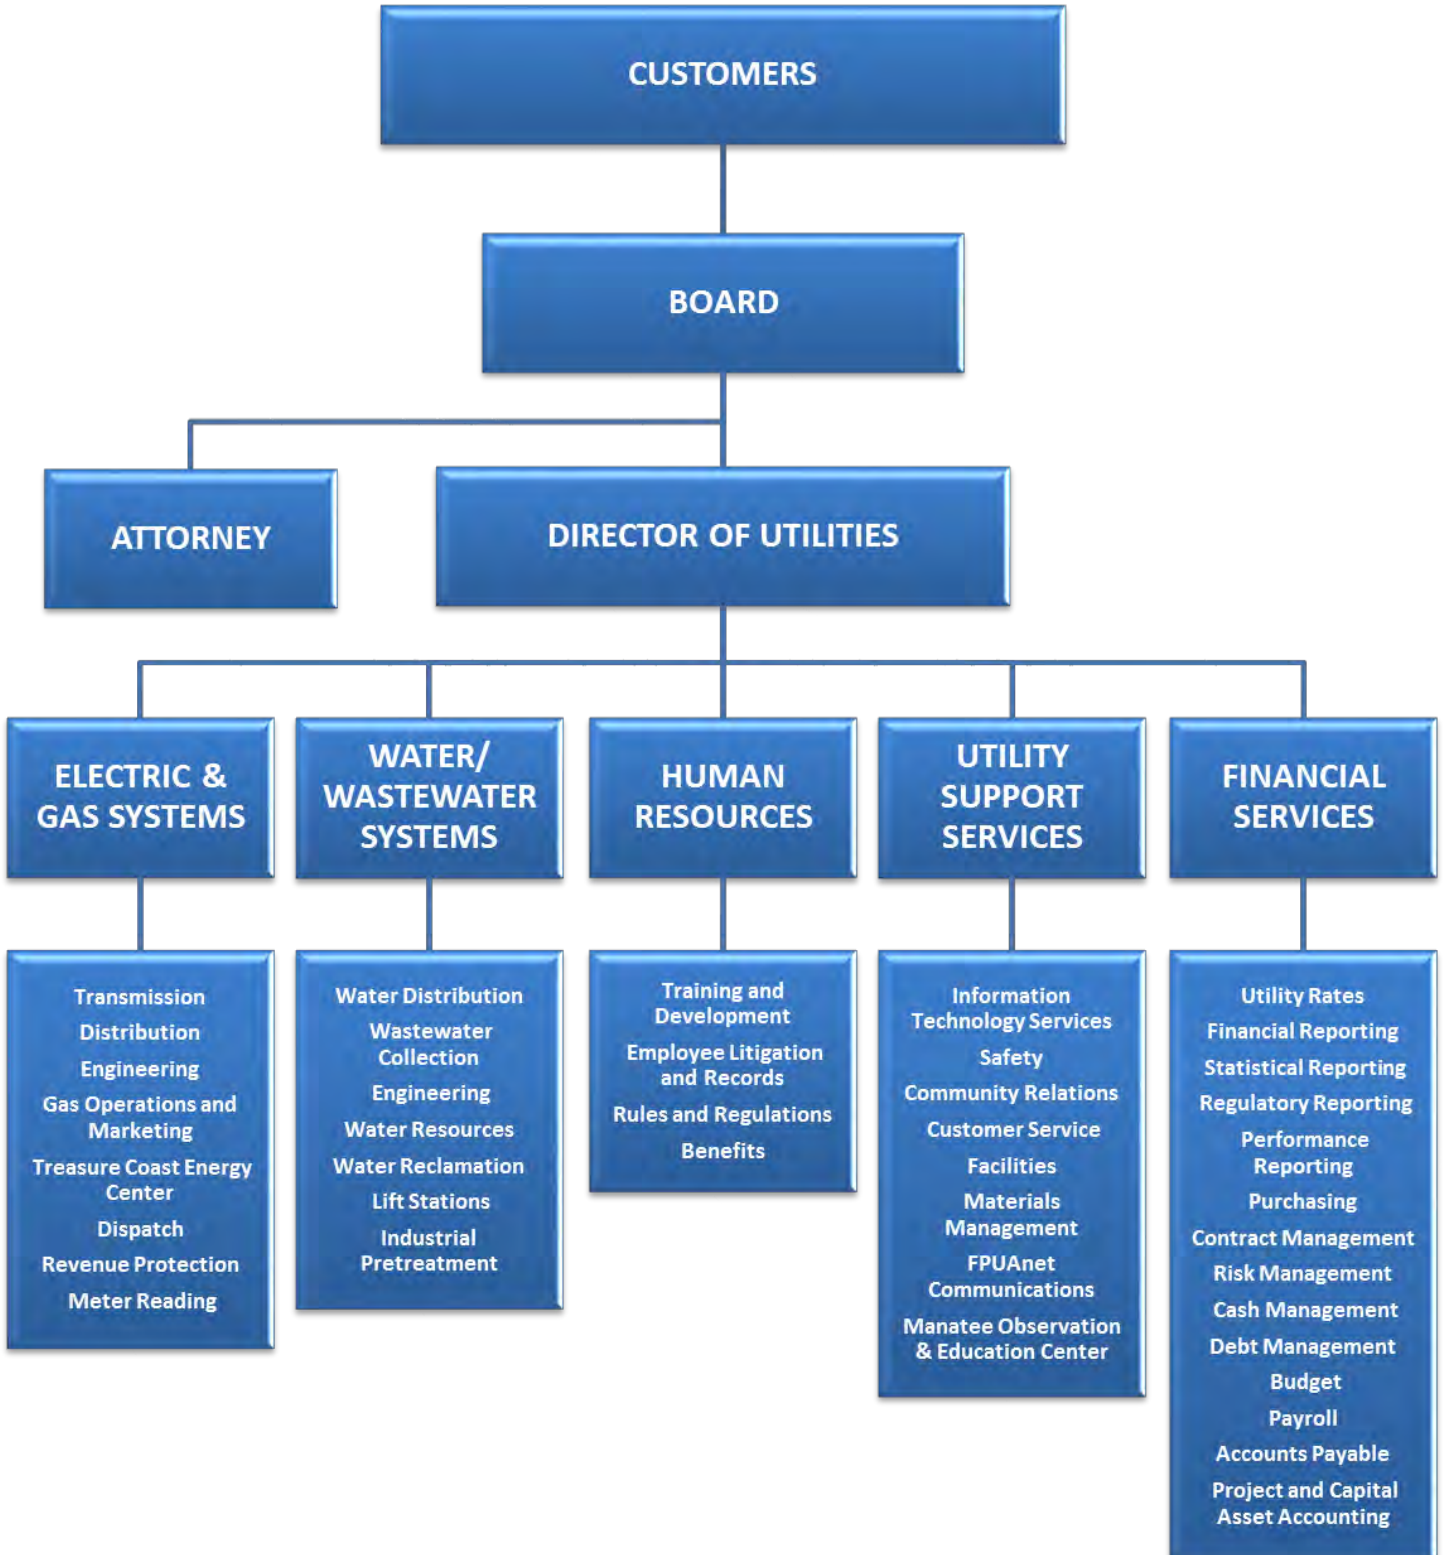 CUSTOMERS
BOARD
ATTORNEY
DIRECTOR OF UTILITIES
ELECTRIC &
GAS SYSTEMS
WATER/
WASTEWATER
SYSTEMS
HUMAN
RESOURCES
UTILITY
SUPPORT
SERVICES
FINANCIAL
SERVICES
Transmission
Distribution
Engineering
Gas Operations and
Marketing
Treasure Coast Energy
Center
Dispatch
Revenue Protection
Meter Reading
Water Distribution
Wastewater
Collection
Engineering
Water Resources
Water Reclamation
Lift Stations
Industrial
Pretreatment
Training and
Development
Employee Litigation
and Records
Rules and Regulations
Benefits
Information
Technology Services
Safety
Community Relations
Customer Service
Facilities
Materials
Management
FPUAnet
Communications
Manatee Observation
& Education Center
Utility Rates
Financial Reporting
Statistical Reporting
Regulatory Reporting
Performance
Reporting
Purchasing
Contract Management
Risk Management
Cash Management
Debt Management
Budget
Payroll
Accounts Payable
Project and Capital
Asset Accounting